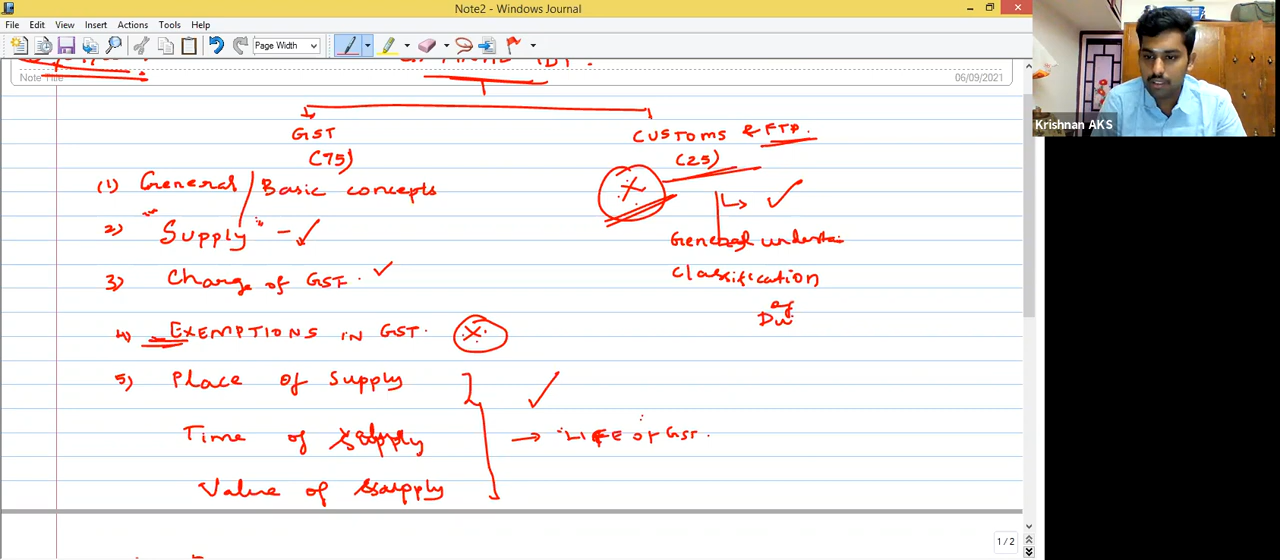 Note2 - Windows Journal
File Edit View Insert Actions Tools Help
Page Width
Note Title
06/09/2021
GST
CUSTOMS & FTP.
(75)
(25)
(1) General / Basic concepts
2) "Supply" - ✓
General understa
3) Charge of GST. ✓
Classification
of
4) EXEMPTIONS IN GST.
5) Place of Supply
Time of Supply
→ "LIFE OF GST.
Value of Supply
1 / 2
Krishnan AKS